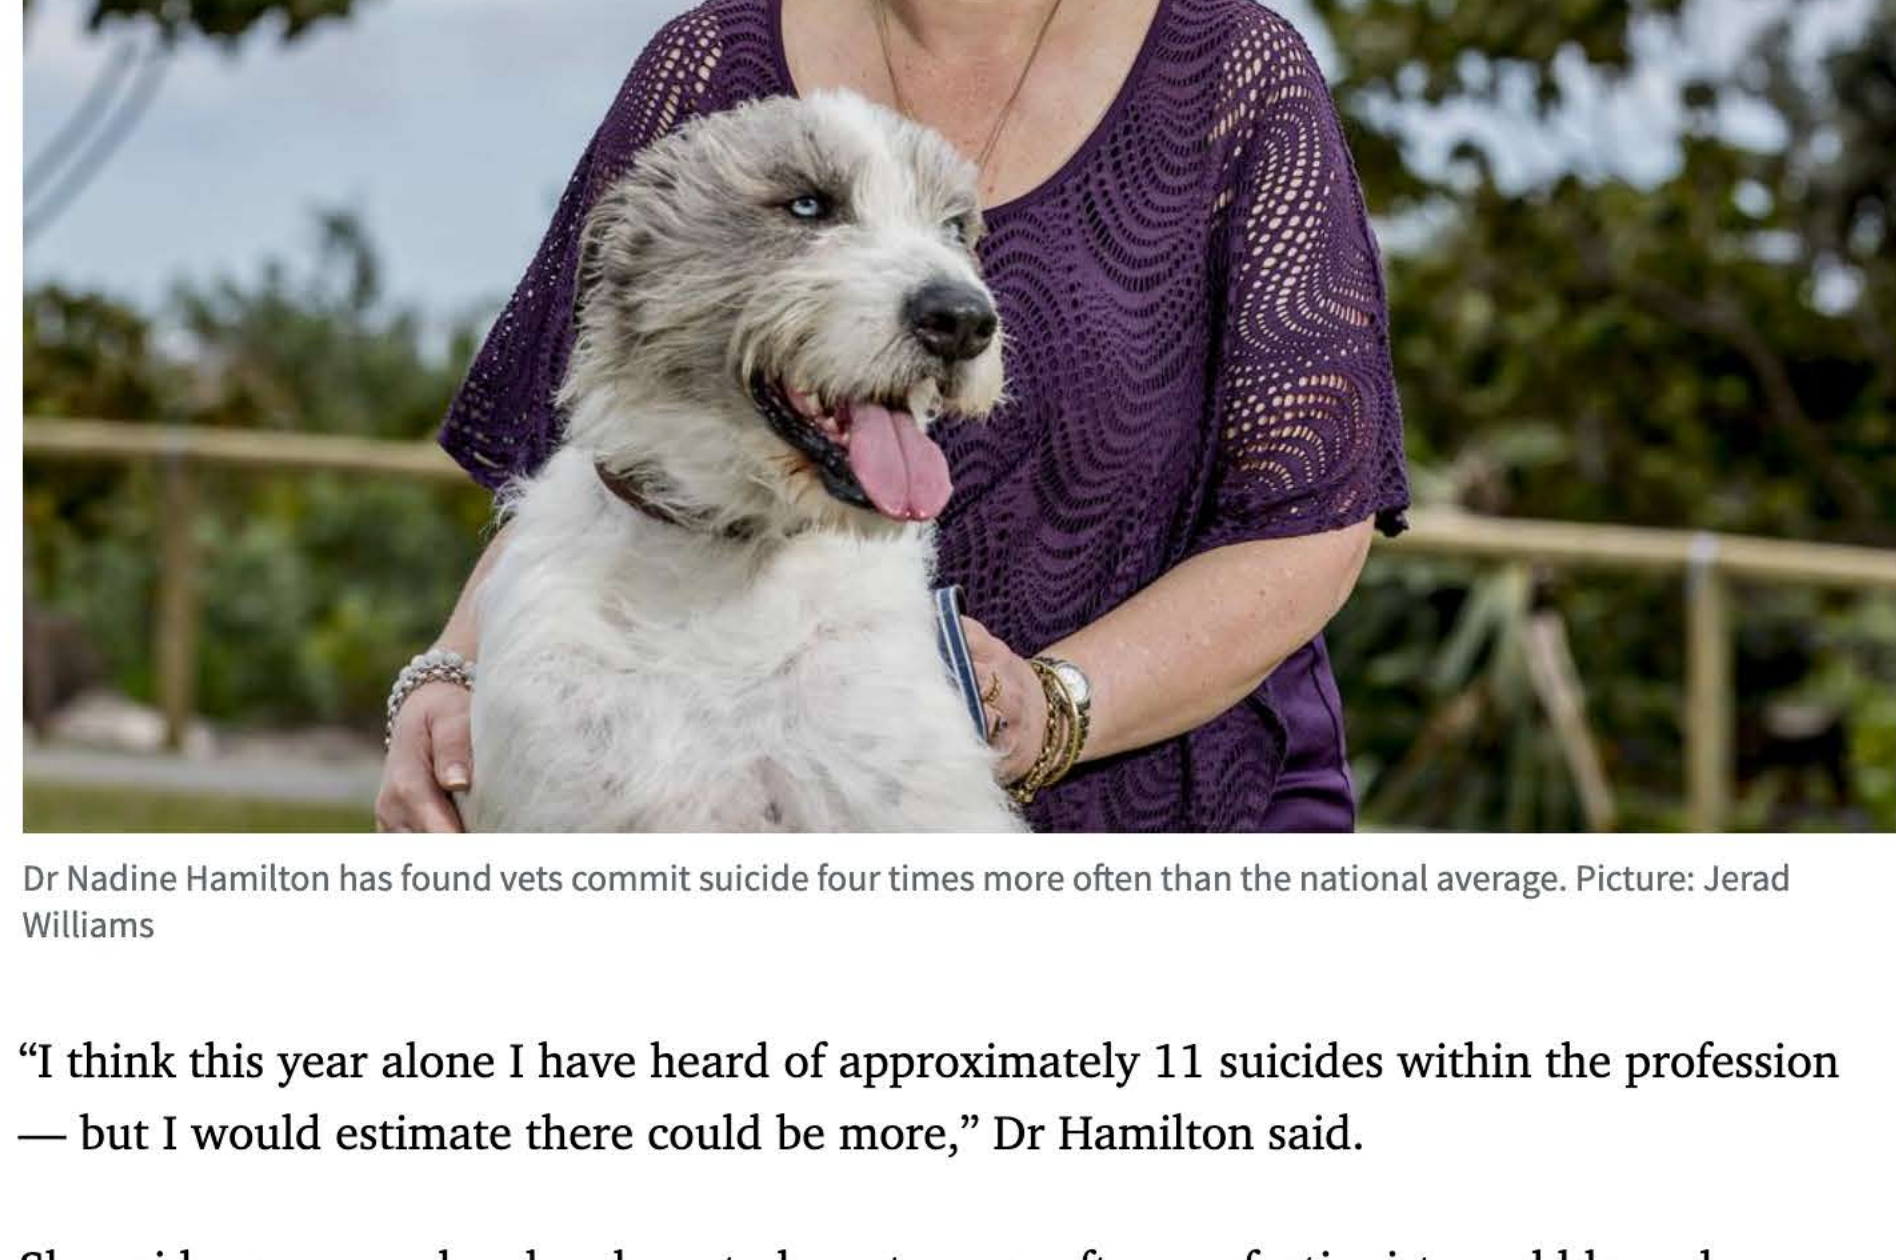 Dr Nadine Hamilton has found vets commit suicide four times more often than the national average. Picture: Jerad
Williams
“I think this year alone I have heard of approximately 11 suicides within the profession
— but I would estimate there could be more,” Dr Hamilton said.